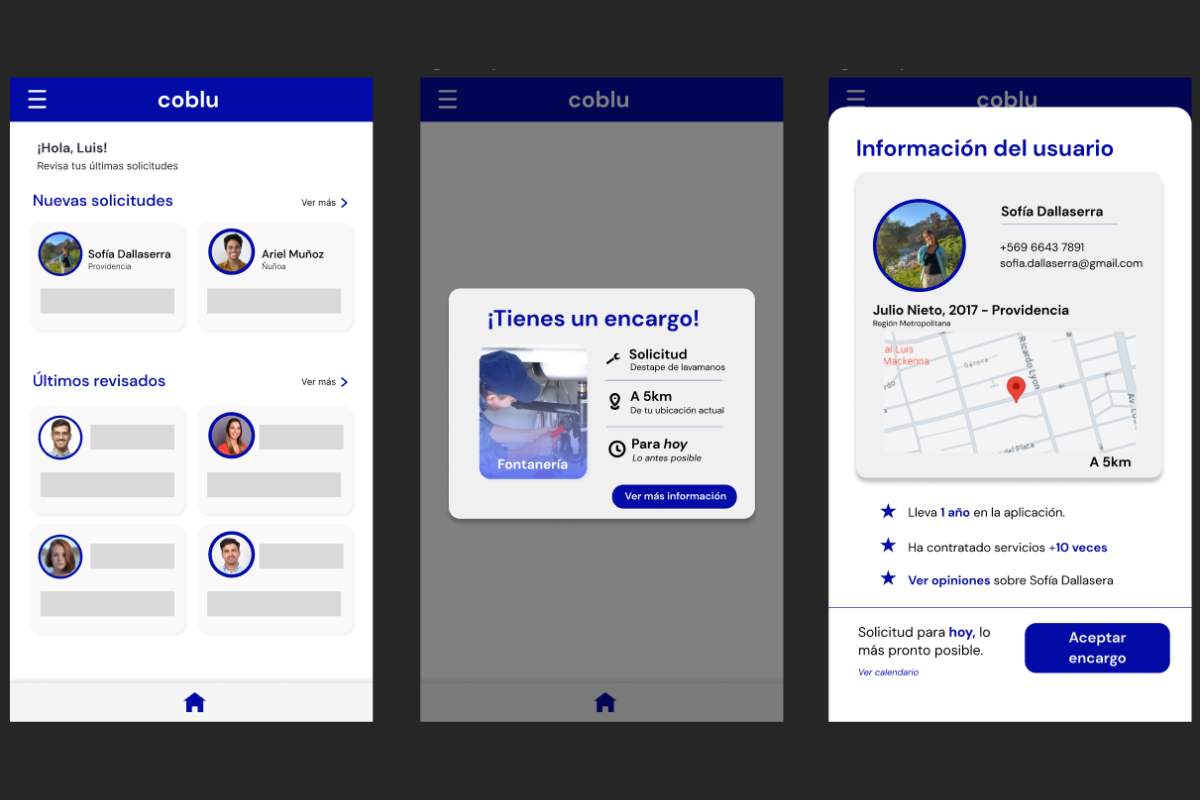 coblu
¡Hola, Luis!
Revisa tus últimas solicitudes
Nuevas solicitudes
Ver más
Sofía Dallaserra
Providencia
Ariel Muñoz
Ñuñoa
Últimos revisados
Ver más
coblu
¡Tienes un encargo!
Solicitud
Destape de lavamanos
A 5km
De tu ubicación actual
Para hoy
Lo antes posible
Fontanería
Ver más información
coblu
Información del usuario
Sofía Dallaserra
+569 6643 7891
sofia.dallaserra@gmail.com
Julio Nieto, 2017 - Providencia
Región Metropolitana
al Luis
Mackenna
Ricardo Lyon
del Plata
A 5km
Lleva 1 año en la aplicación.
Ha contratado servicios +10 veces
Ver opiniones sobre Sofía Dallasera
Solicitud para hoy, lo
más pronto posible.
Ver calendario
Aceptar
encargo